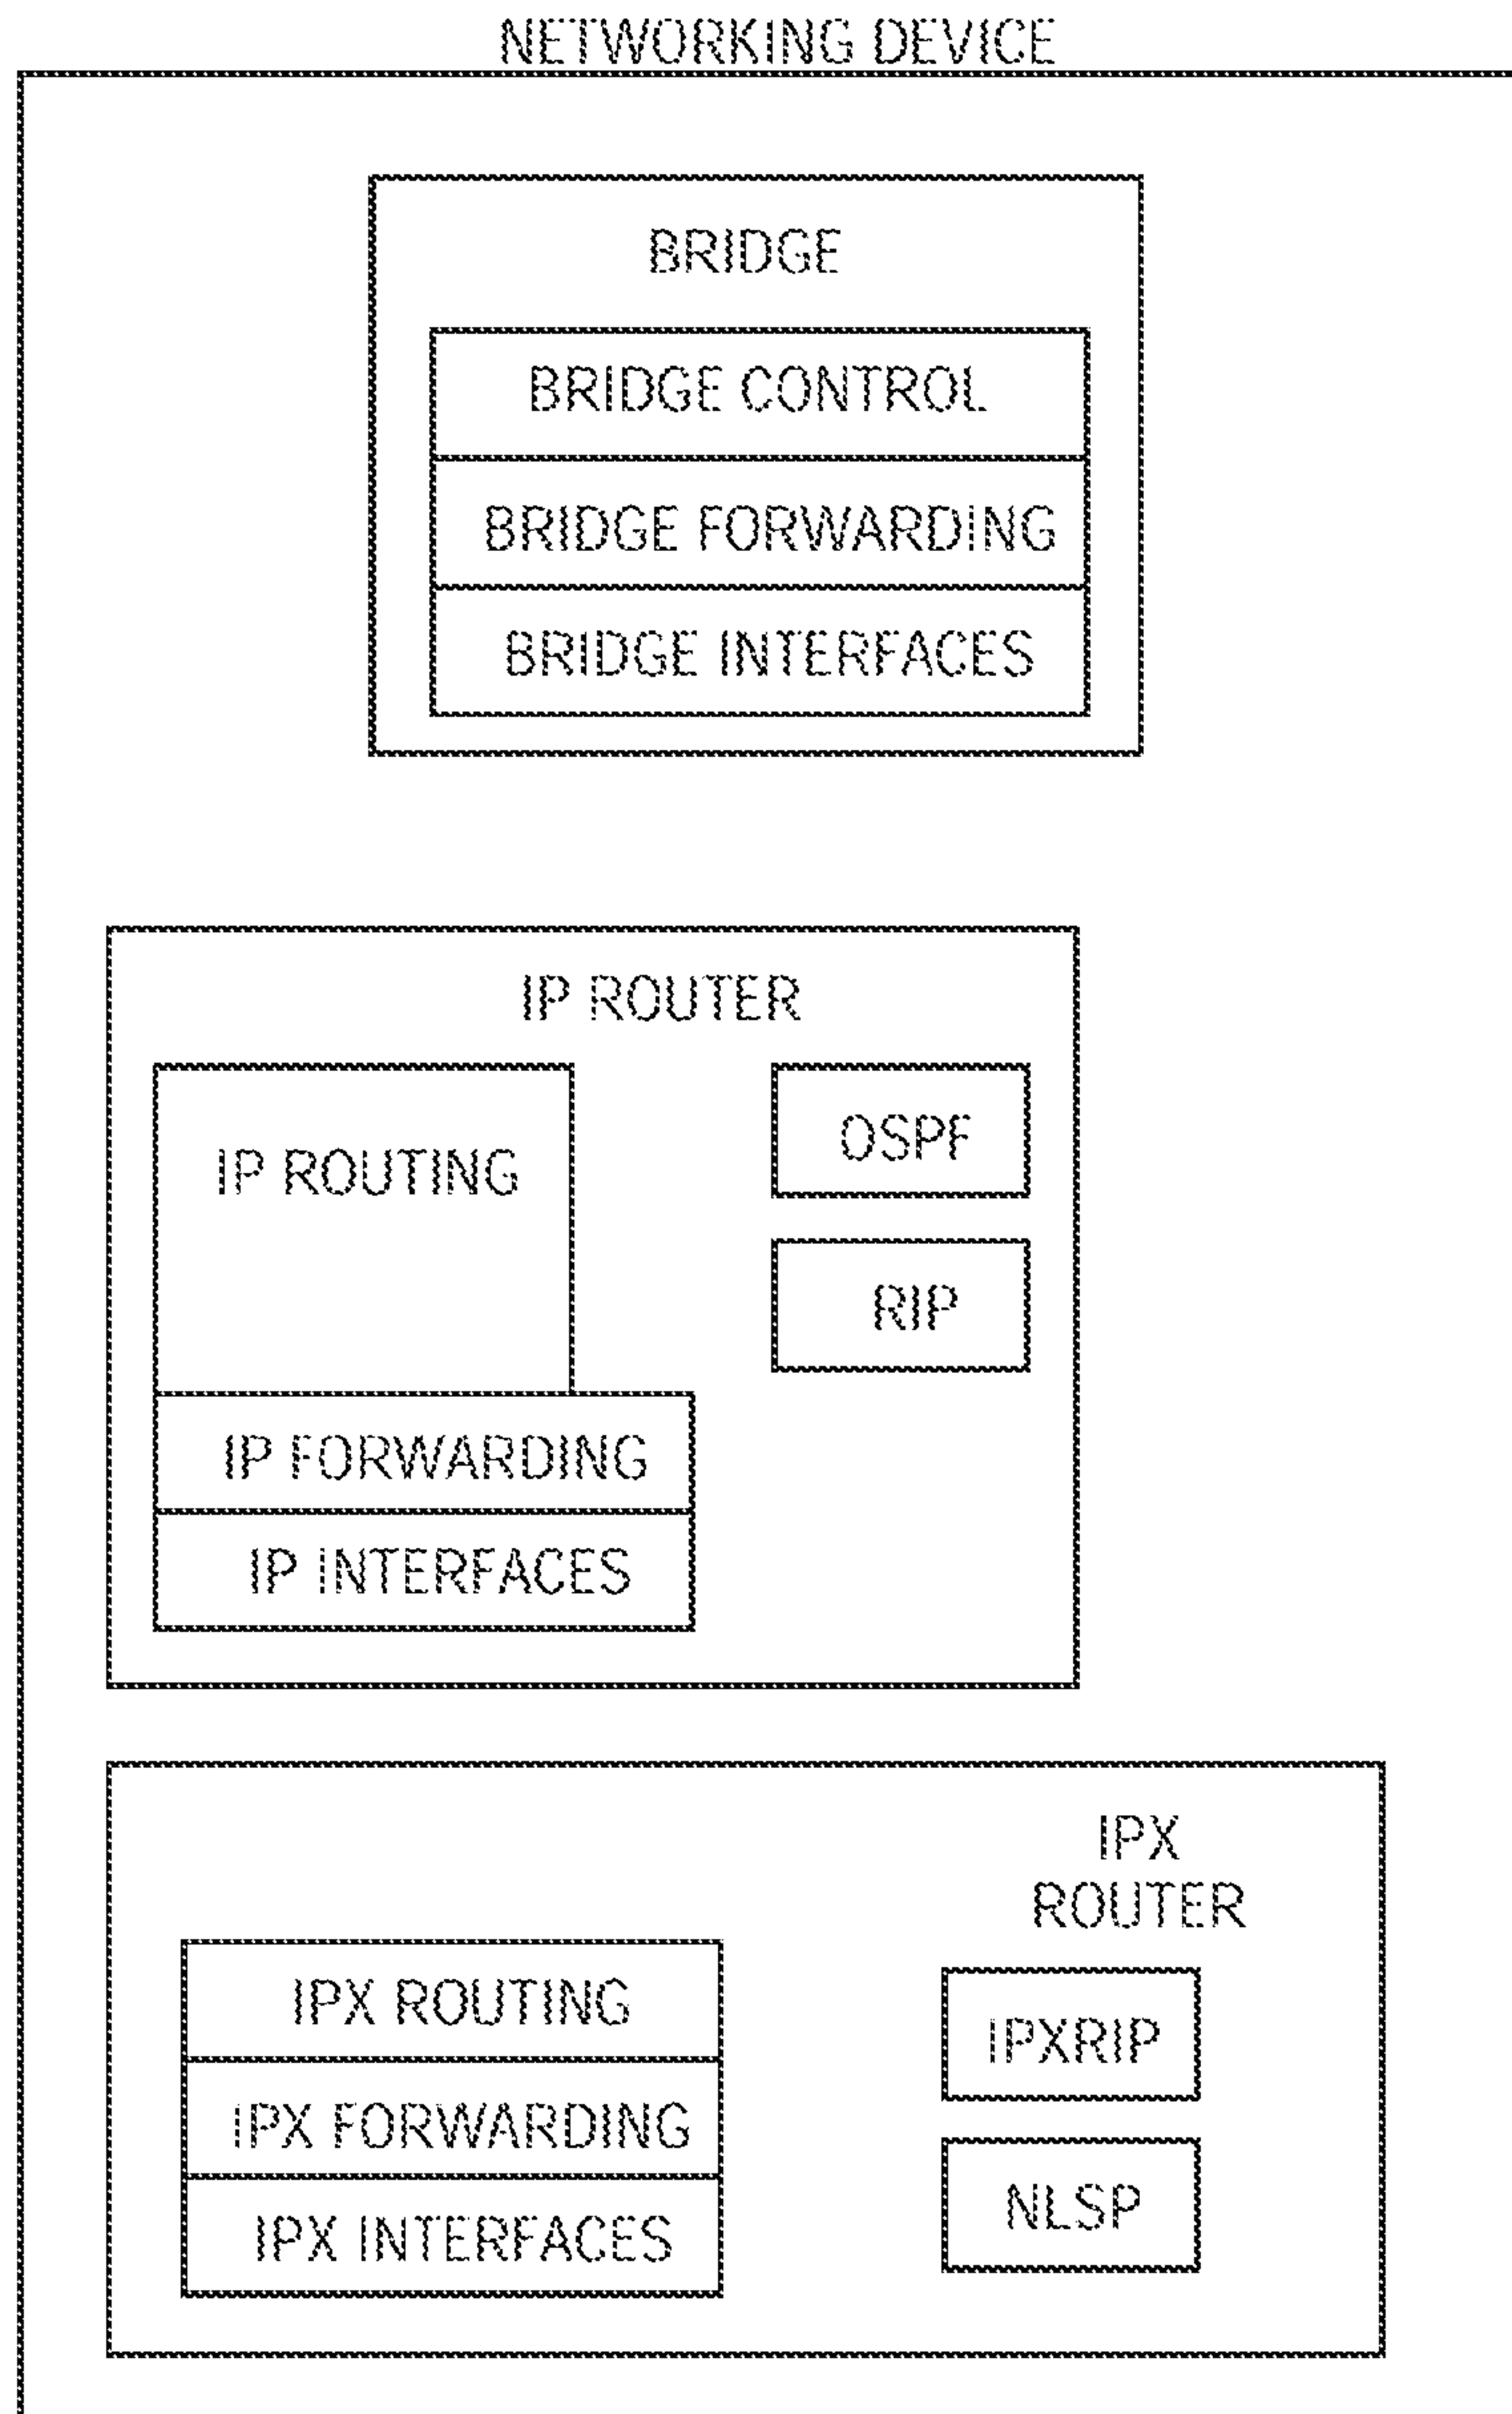 NETWORKING DEVICE
BRIDGE
BRIDGE CONTROL
BRIDGE FORWARDING
BRIDGE INTERFACES
IP ROUTER
IP ROUTING
OSPF
RIP
IP FORWARDING
IP INTERFACES
IPX
ROUTER
IPX ROUTING
IPX FORWARDING
IPX INTERFACES
IPXRIP
NLSP